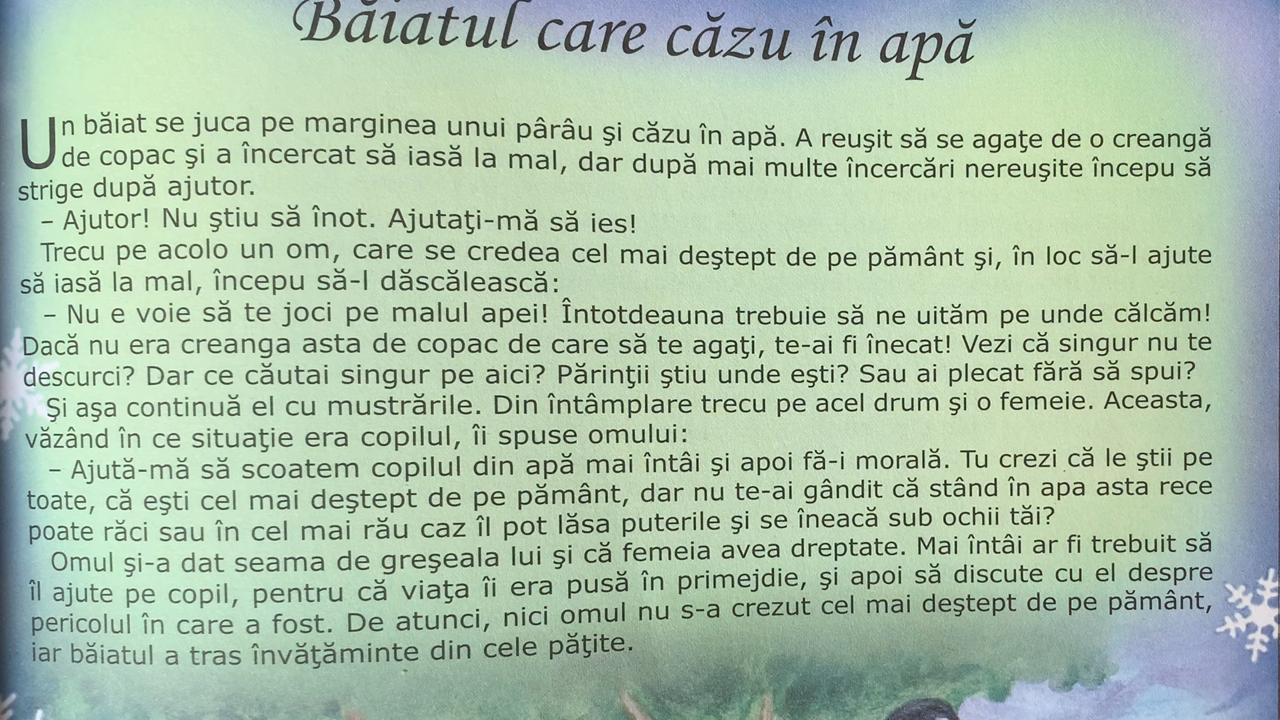 Băiatul care căzu în apă
Un băiat se juca pe marginea unui pârâu şi căzu în apă. A reuşit să se agaţe de o creangă
de copac şi a încercat să iasă la mal, dar după mai multe încercări nereuşite începu să
strige după ajutor.
– Ajutor! Nu ştiu să înot. Ajutaţi-mă să ies!
Trecu pe acolo un om, care se credea cel mai deştept de pe pământ şi, în loc să-l ajute
să iasă la mal, începu să-l dăscălească:
– Nu e voie să te joci pe malul apei! Întotdeauna trebuie să ne uităm pe unde călcăm!
Dacă nu era creanga asta de copac de care să te agaţi, te-ai fi înecat! Vezi că singur nu te
descurci? Dar ce căutai singur pe aici? Părinţii ştiu unde eşti? Sau ai plecat fără să spui?
Şi aşa continuă el cu mustrările. Din întâmplare trecu pe acel drum şi o femeie. Aceasta,
văzând în ce situaţie era copilul, îi spuse omului:
– Ajută-mă să scoatem copilul din apă mai întâi şi apoi fă-i morală. Tu crezi că le ştii pe
toate, că eşti cel mai deştept de pe pământ, dar nu te-ai gândit că stând în apa asta rece
poate răci sau în cel mai rău caz îl pot lăsa puterile şi se îneacă sub ochii tăi?
Omul şi-a dat seama de greşeala lui şi că femeia avea dreptate. Mai întâi ar fi trebuit să
îl ajute pe copil, pentru că viaţa îi era pusă în primejdie, şi apoi să discute cu el despre
pericolul în care a fost. De atunci, nici omul nu s-a crezut cel mai deştept de pe pământ,
iar băiatul a tras învăţăminte din cele păţite.